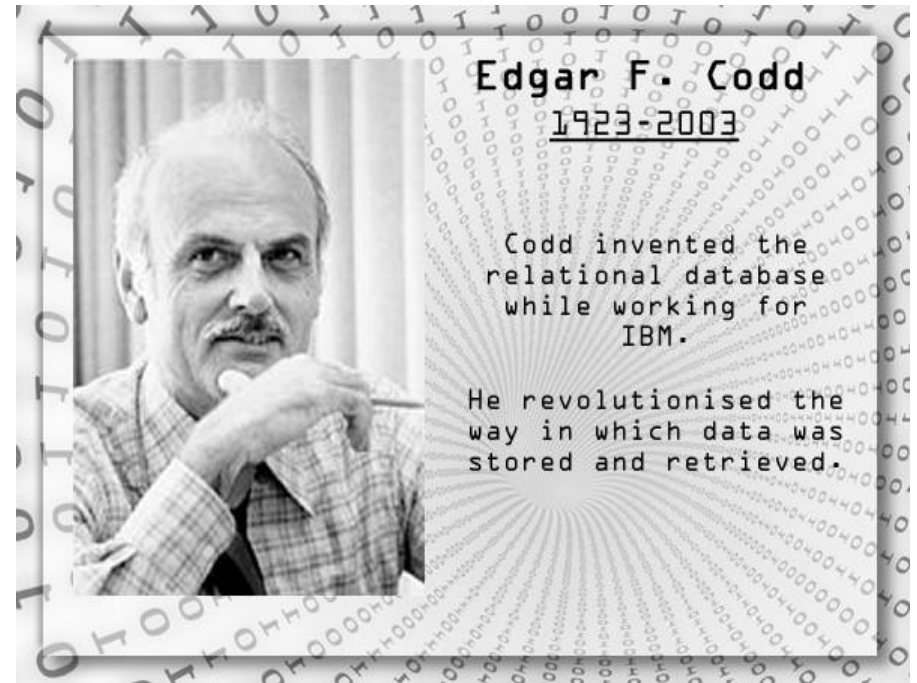 Edgar F. Codd
1923-2003
Codd invented the
relational database
while working for
IBM.
He revolutionised the
way in which data was
stored and retrieved.